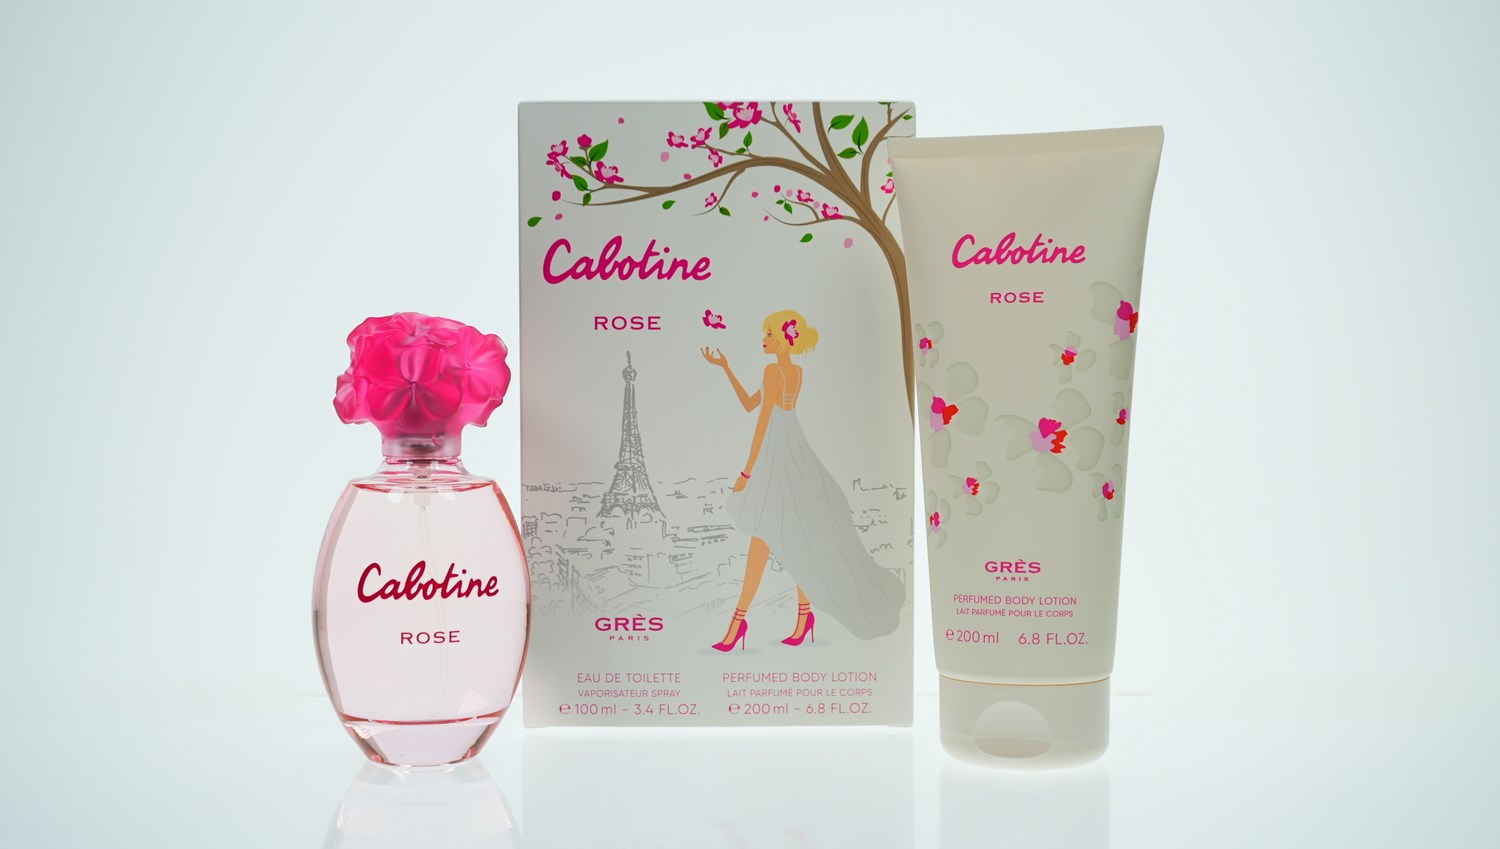 Cabotine
ROSE
Cabotine
ROSE
GRÈS
PARIS
EAU DE TOILETTE
VAPORISATEUR SPRAY
℮ 100 ml - 3.4 FL.OZ.
PERFUMED BODY LOTION
LAIT PARFUMÉ POUR LE CORPS
℮ 200 ml - 6.8 FL.OZ.
Cabotine
ROSE
GRÈS
PARIS
PERFUMED BODY LOTION
LAIT PARFUMÉ POUR LE CORPS
℮ 200 ml 6.8 FL.OZ.